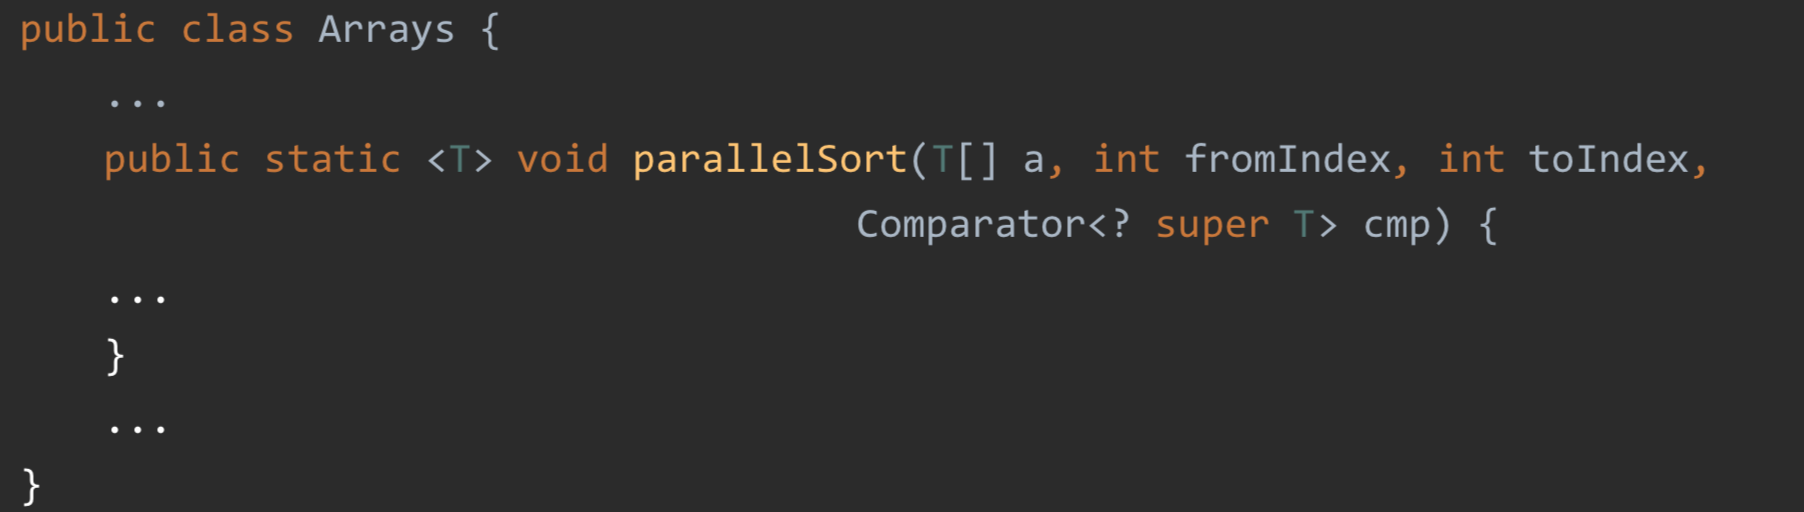 public class Arrays {
...
public static <T> void parallelSort(T[] a, int fromIndex, int toIndex,
Comparator<? super T> cmp) {
...
}
...
}